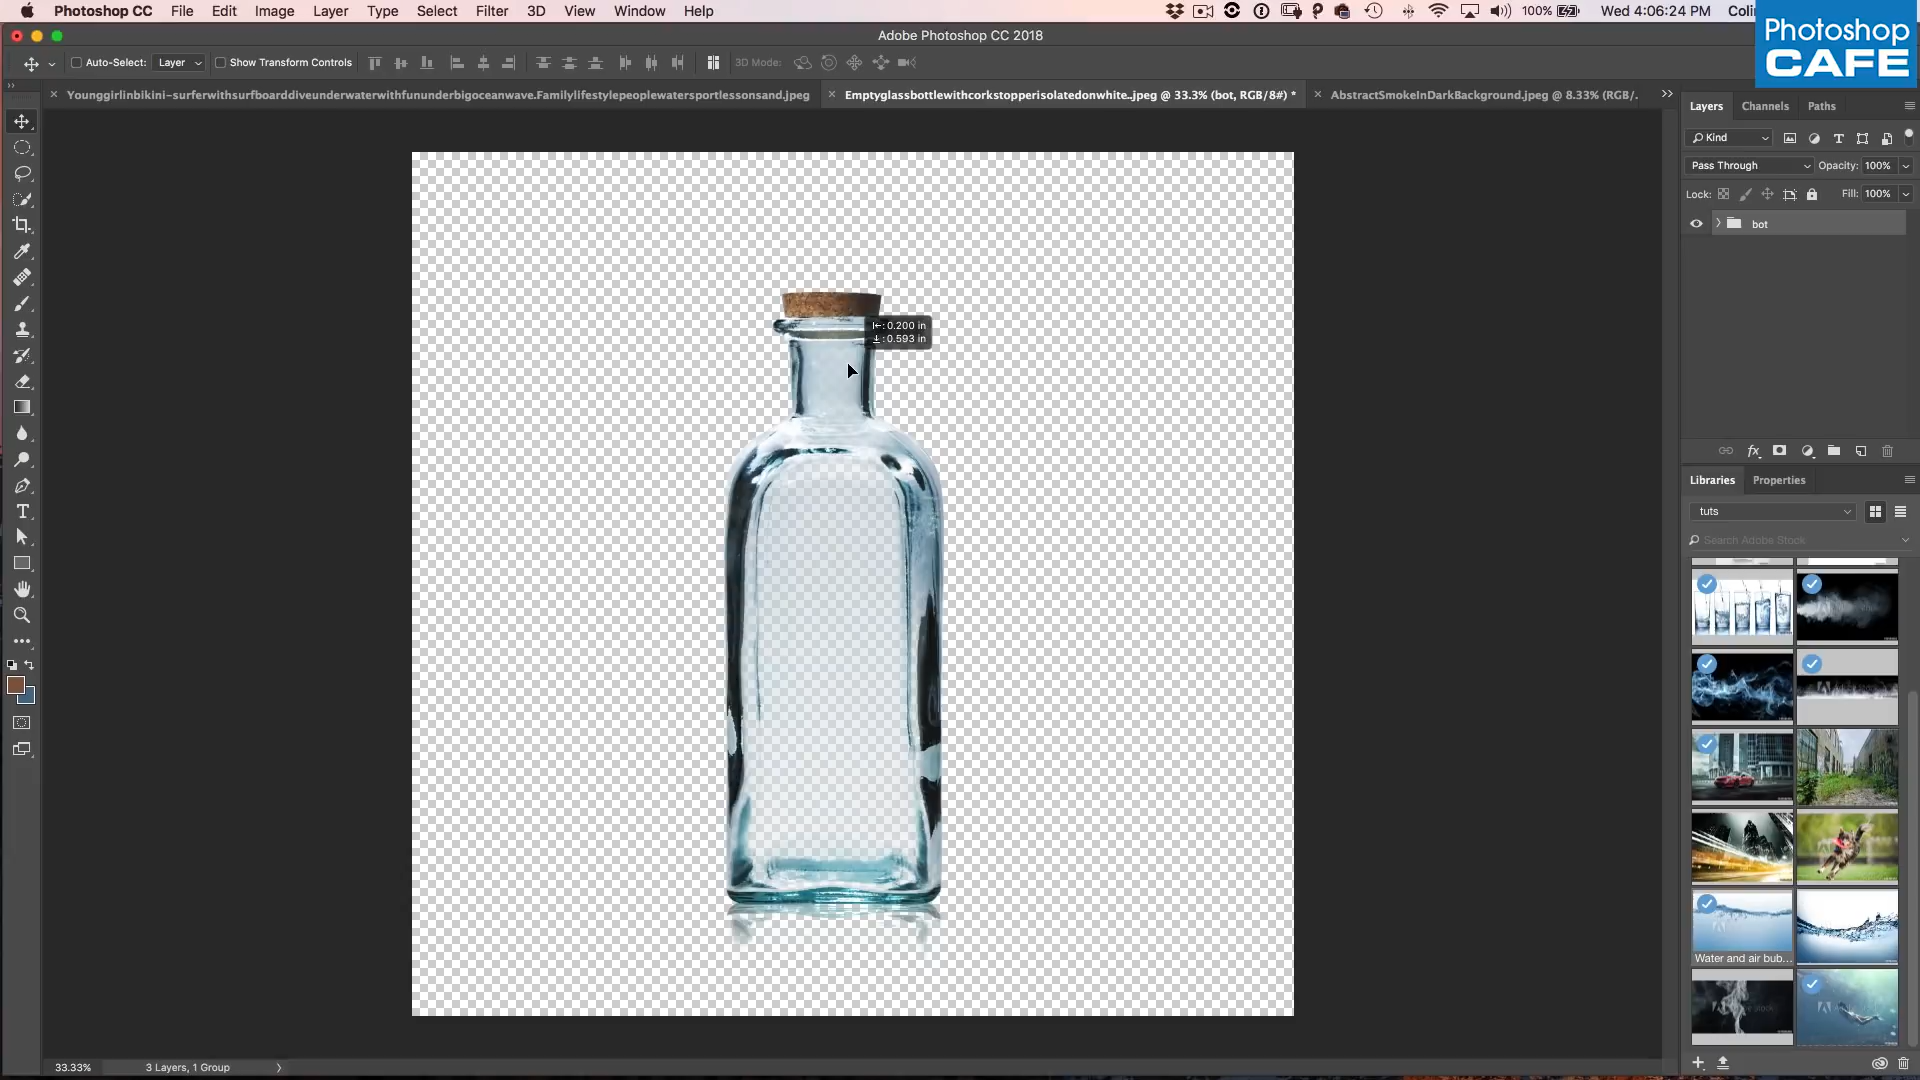 Photoshop CC File Edit Image Layer Type Select Filter 3D View Window Help 100% Wed 4:06:24 PM
Adobe Photoshop CC 2018
Photoshop
CAFE
Auto-Select: Layer Show Transform Controls 3D Mode:
Younggirlinbikini-surferwithsurfboarddiveunderwaterwithfununderbigoceanwave.Familylifestylepeoplewatersportlessonsand.jpeg
Emptyglassbottlewithcorkstopperisolatedonwhite..jpeg @ 33.3% (bot, RGB/8#) *
AbstractSmokeInDarkBackground.jpeg @ 8.33% (RGB/.
Layers Channels Paths
Kind
Pass Through Opacity: 100%
Lock: Fill: 100%
bot
0.200 in
0.593 in
Libraries Properties
tuts
Search Adobe Stock
Water and air bub...
33.33% 3 Layers, 1 Group